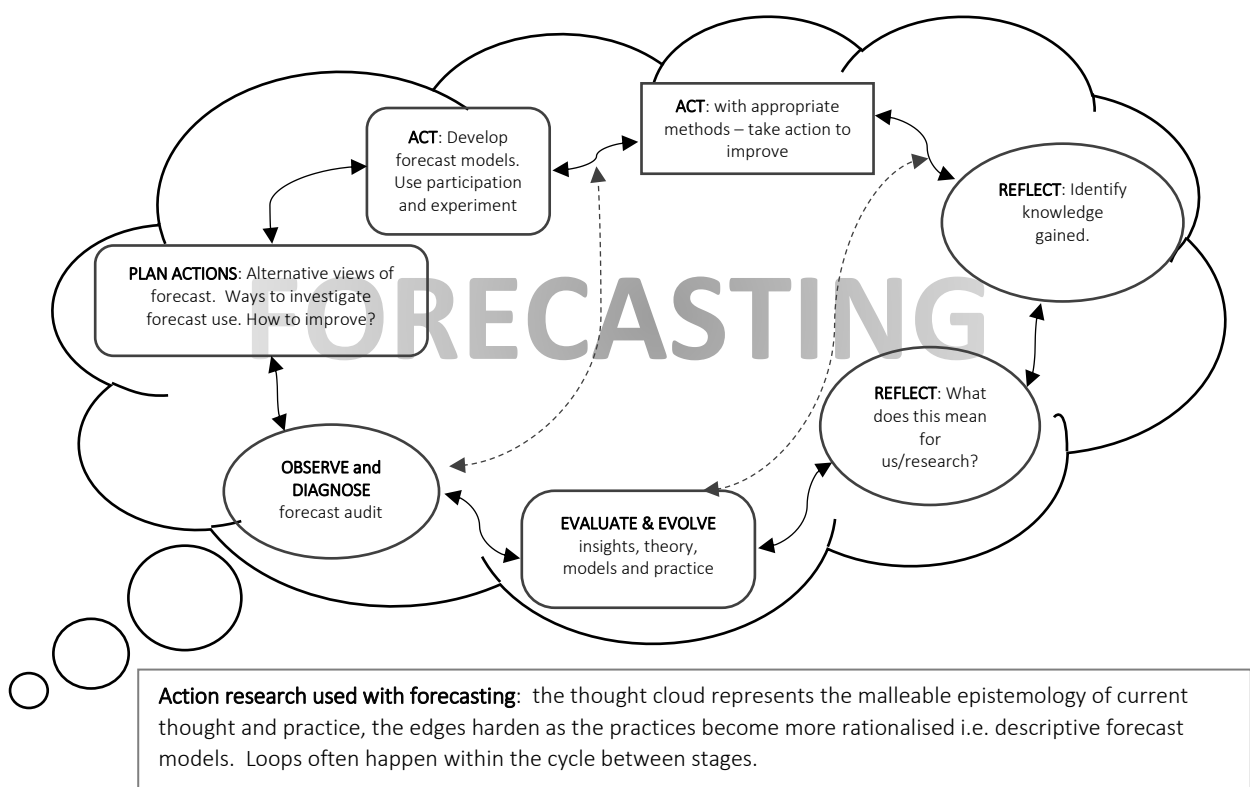 ACT: with appropriate
methods – take action to
improve
ACT: Develop
forecast models.
Use participation
and experiment
REFLECT: Identify
knowledge
gained.
PLAN ACTIONS: Alternative views of
forecast. Ways to investigate
forecast use. How to improve?
FORECASTING
REFLECT: What
does this mean
for
us/research?
OBSERVE and
DIAGNOSE
forecast audit
EVALUATE & EVOLVE
insights, theory,
models and practice
Action research used with forecasting: the thought cloud represents the malleable epistemology of current
thought and practice, the edges harden as the practices become more rationalised i.e. descriptive forecast
models. Loops often happen within the cycle between stages.